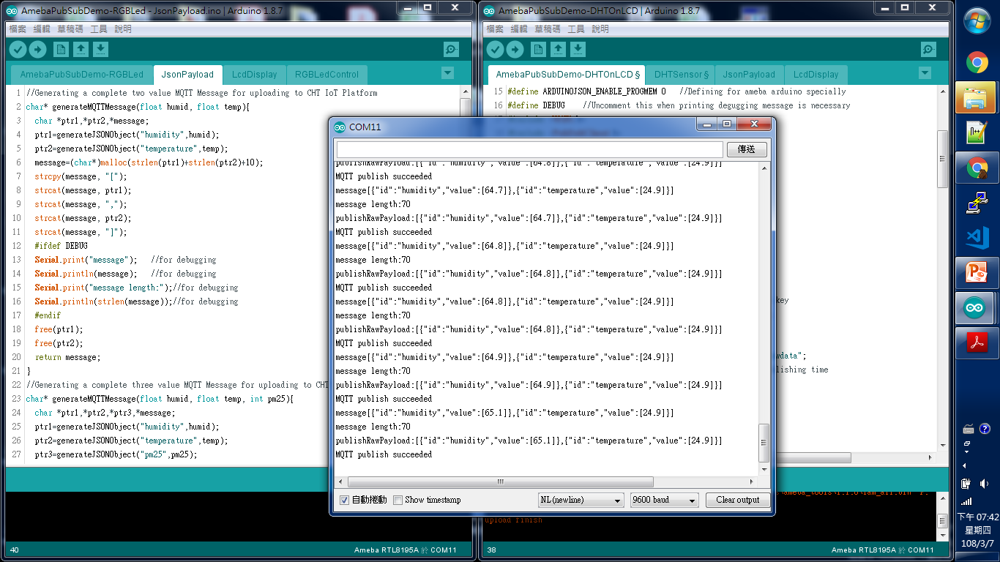 AmebaPubSubDemo-RGBLed - JsonPayload.ino | Arduino 1.8.7
檔案 編輯 草稿碼 工具 說明
AmebaPubSubDemo-RGBLed JsonPayload LcdDisplay RGBLedControl
1 //Generating a complete two value MQTT Message for uploading to CHT IoT Platform
2 char* generateMQTTMessage(float humid, float temp){
3 char *ptr1,*ptr2,*message;
4 ptr1=generateJSONObject("humidity",humid);
5 ptr2=generateJSONObject("temperature",temp);
6 message=(char*)malloc(strlen(ptr1)+strlen(ptr2)+10);
7 strcpy(message, "[");
8 strcat(message, ptr1);
9 strcat(message, ",");
10 strcat(message, ptr2);
11 strcat(message, "]");
12 #ifdef DEBUG
13 Serial.print("message"); //for debugging
14 Serial.println(message); //for debugging
15 Serial.print("message length:");//for debugging
16 Serial.println(strlen(message));//for debugging
17 #endif
18 free(ptr1);
19 free(ptr2);
20 return message;
21 }
22 //Generating a complete three value MQTT Message for uploading to CHT
23 char* generateMQTTMessage(float humid, float temp, int pm25){
24 char *ptr1,*ptr2,*ptr3,*message;
25 ptr1=generateJSONObject("humidity",humid);
26 ptr2=generateJSONObject("temperature",temp);
27 ptr3=generateJSONObject("pm25",pm25);
40 Ameba RTL8195A 於 COM11
AmebaPubSubDemo-DHTOnLCD | Arduino 1.8.7
檔案 編輯 草稿碼 工具 說明
AmebaPubSubDemo-DHTOnLCD § DHTSensor § JsonPayload LcdDisplay
15 #define ARDUINOJSON_ENABLE_PROGMEM 0 //Defining for ameba arduino specially
16 #define DEBUG //Uncomment this when printing degugging message is necessary
key
wdata";
lishing time
\ameba_tools\1.1.0\ram_all.bin" F:
upload finish
38 Ameba RTL8195A 於 COM11
COM11
傳送
publishRawPayload:[{"id":"humidity","value":[64.8]},{"id":"temperature","value":[24.9]}]
MQTT publish succeeded
message[{"id":"humidity","value":[64.7]},{"id":"temperature","value":[24.9]}]
message length:70
publishRawPayload:[{"id":"humidity","value":[64.7]},{"id":"temperature","value":[24.9]}]
MQTT publish succeeded
message[{"id":"humidity","value":[64.8]},{"id":"temperature","value":[24.9]}]
message length:70
publishRawPayload:[{"id":"humidity","value":[64.8]},{"id":"temperature","value":[24.9]}]
MQTT publish succeeded
message[{"id":"humidity","value":[64.8]},{"id":"temperature","value":[24.9]}]
message length:70
publishRawPayload:[{"id":"humidity","value":[64.8]},{"id":"temperature","value":[24.9]}]
MQTT publish succeeded
message[{"id":"humidity","value":[64.9]},{"id":"temperature","value":[24.9]}]
message length:70
publishRawPayload:[{"id":"humidity","value":[64.9]},{"id":"temperature","value":[24.9]}]
MQTT publish succeeded
message[{"id":"humidity","value":[65.1]},{"id":"temperature","value":[24.9]}]
message length:70
publishRawPayload:[{"id":"humidity","value":[65.1]},{"id":"temperature","value":[24.9]}]
MQTT publish succeeded
自動捲動 Show timestamp NL(newline) 9600 baud Clear output
下午 07:42
星期四
108/3/7